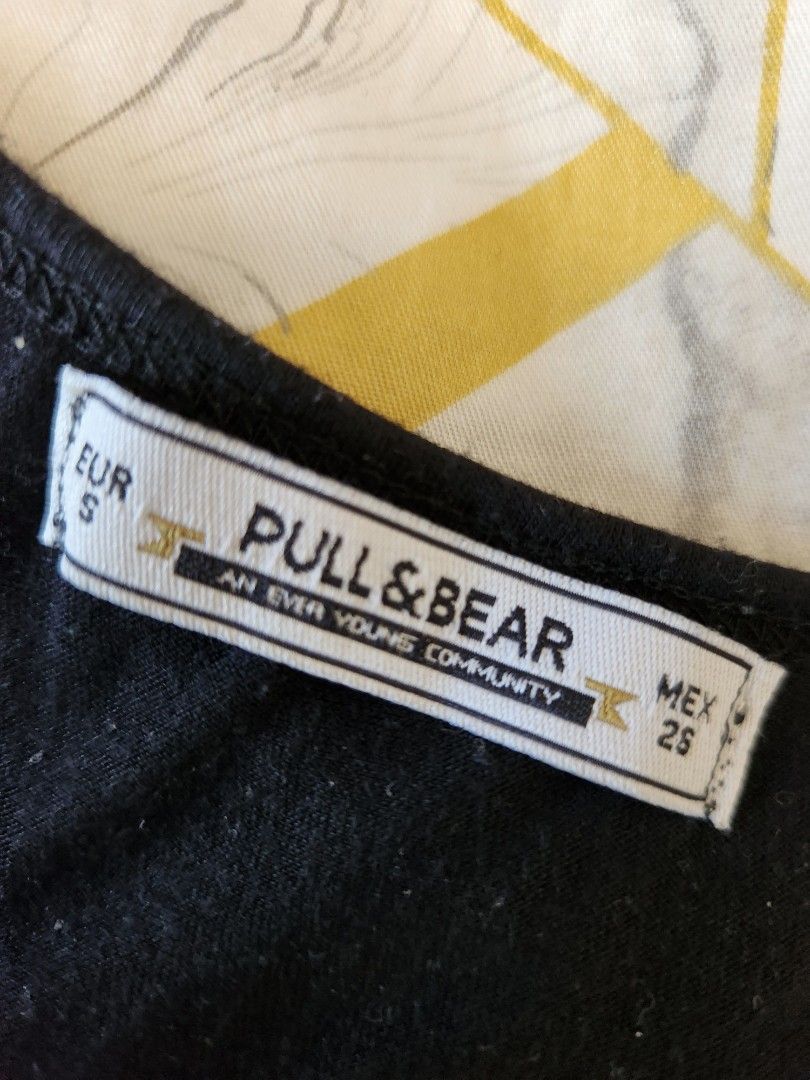 EUR
S
PULL&BEAR
AN EVER YOUNG COMMUNITY
MEX
26